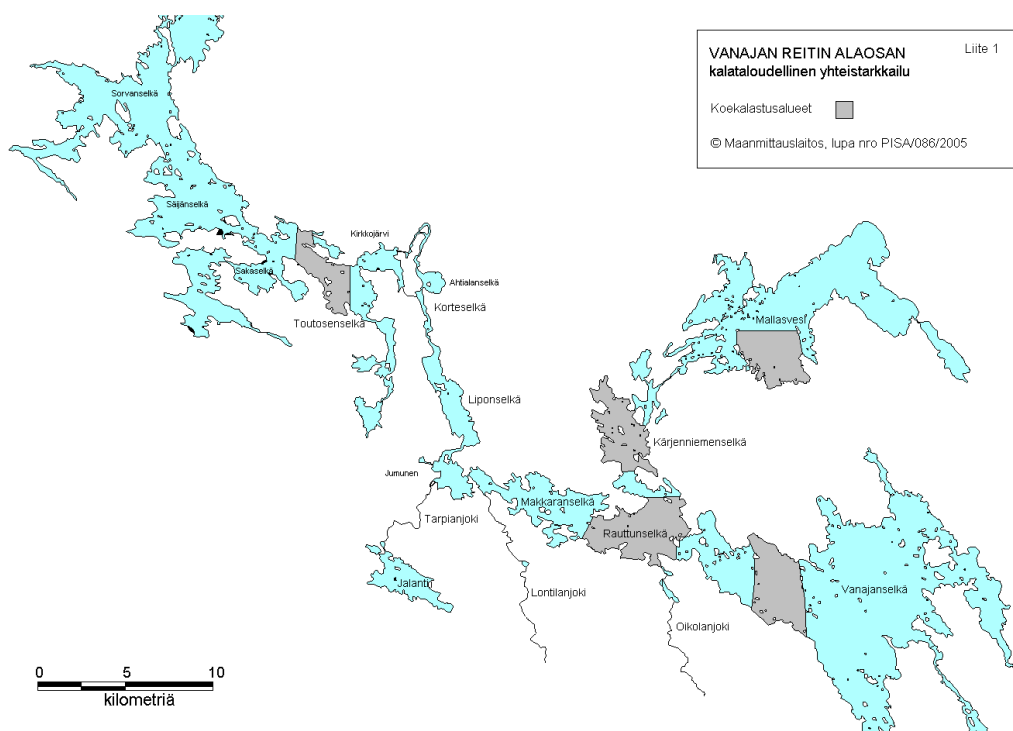 VANAJAN REITIN ALAOSAN
Liite 1
kalataloudellinen yhteistarkkailu
Koekalastusalueet
© Maanmittauslaitos, lupa nro PISA/086/2005
Sorvanselkä
Säijänselkä
Kirkkojärvi
Sakaselkä
Ahtialanselkä
Korteselkä
Toutosenselkä
Mallasvesi
Liponselkä
Kärjenniemenselkä
Jumunen
Makkaranselkä
Tarpianjoki
Rauttunselkä
Jalanti
Lontilanjoki
Vanajanselkä
Oikolanjoki
0 5 10
kilometriä